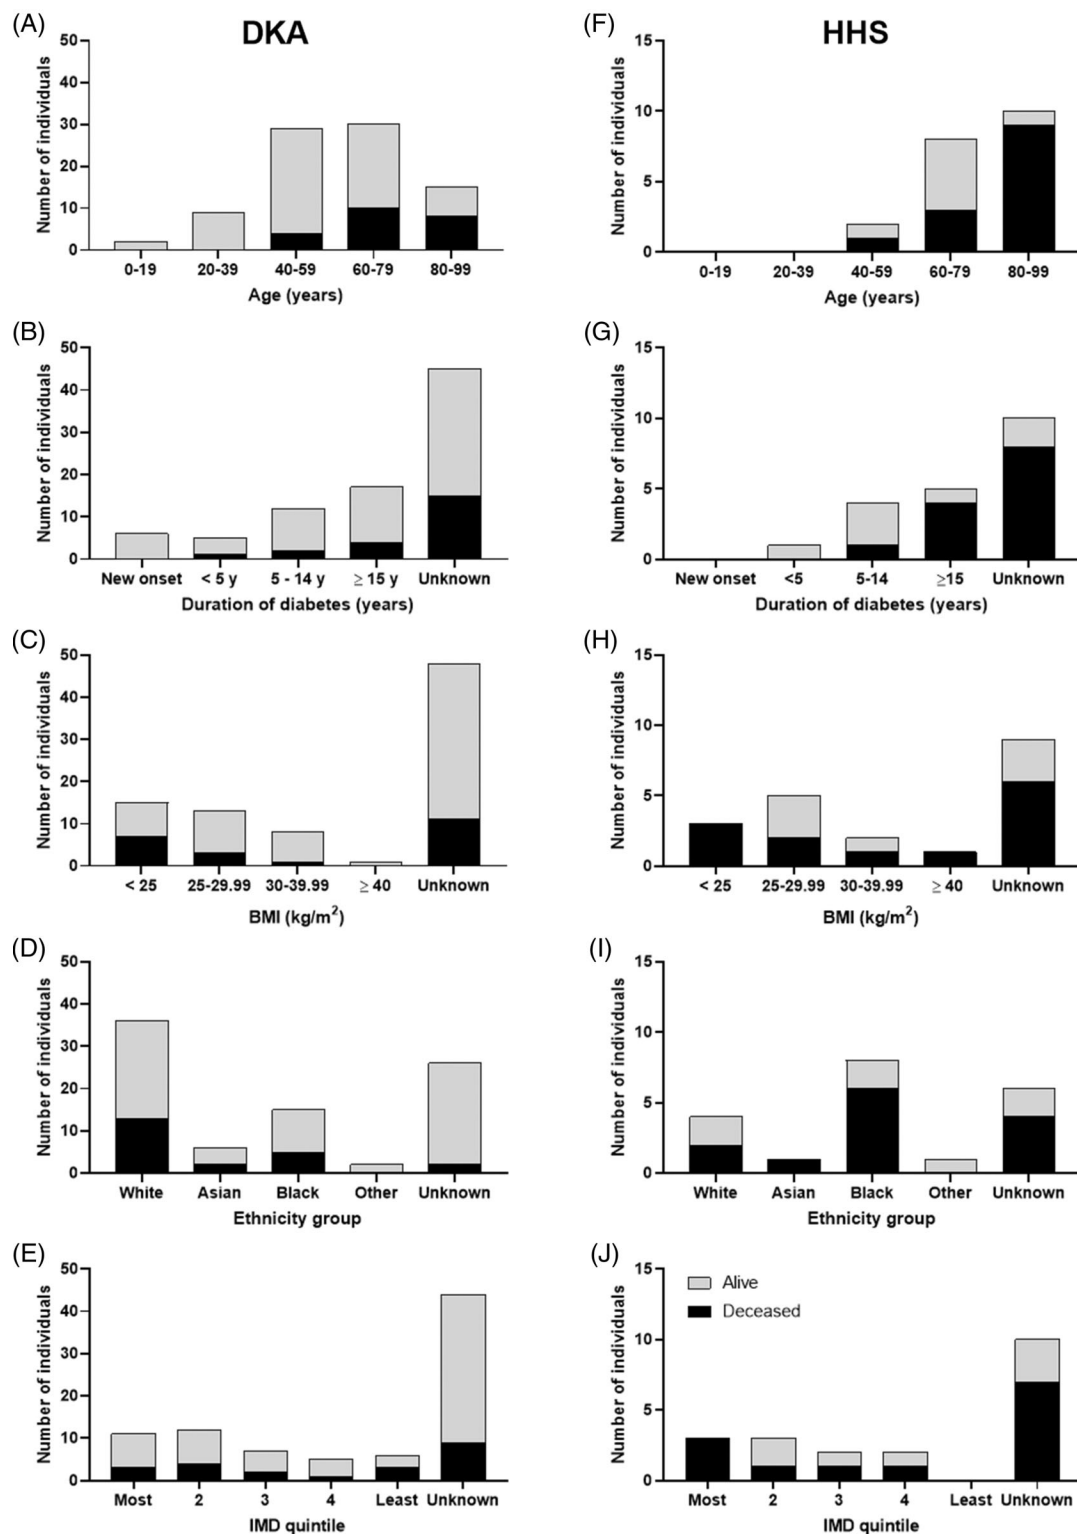 (A)
DKA
50
40
30
20
10
0
Number of individuals
0-19 20-39 40-59 60-79 80-99
Age (years)
(F)
HHS
15
10
5
0
Number of individuals
0-19 20-39 40-59 60-79 80-99
Age (years)
(B)
50
40
30
20
10
0
Number of individuals
New onset < 5 y 5 - 14 y ≥ 15 y Unknown
Duration of diabetes (years)
(G)
15
10
5
0
Number of individuals
New onset <5 5-14 ≥15 Unknown
Duration of diabetes (years)
(C)
50
40
30
20
10
0
Number of individuals
< 25 25-29.99 30-39.99 ≥ 40 Unknown
BMI (kg/m²)
(H)
15
10
5
0
Number of individuals
< 25 25-29.99 30-39.99 ≥ 40 Unknown
BMI (kg/m²)
(D)
50
40
30
20
10
0
Number of individuals
White Asian Black Other Unknown
Ethnicity group
(I)
15
10
5
0
Number of individuals
White Asian Black Other Unknown
Ethnicity group
(E)
50
40
30
20
10
0
Number of individuals
Most 2 3 4 Least Unknown
IMD quintile
(J)
15
10
5
0
Number of individuals
Alive
Deceased
Most 2 3 4 Least Unknown
IMD quintile